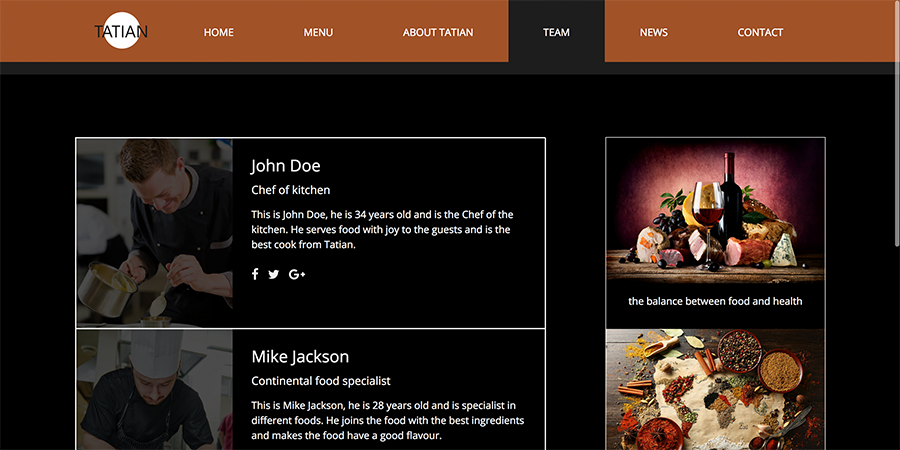 TATIAN
HOME
MENU
ABOUT TATIAN
TEAM
NEWS
CONTACT
John Doe
Chef of kitchen
This is John Doe, he is 34 years old and is the Chef of the
kitchen. He serves food with joy to the guests and is the
best cook from Tatian.
Mike Jackson
Continental food specialist
This is Mike Jackson, he is 28 years old and is specialist in
different foods. He joins the food with the best ingredients
and makes the food have a good flavour.
the balance between food and health